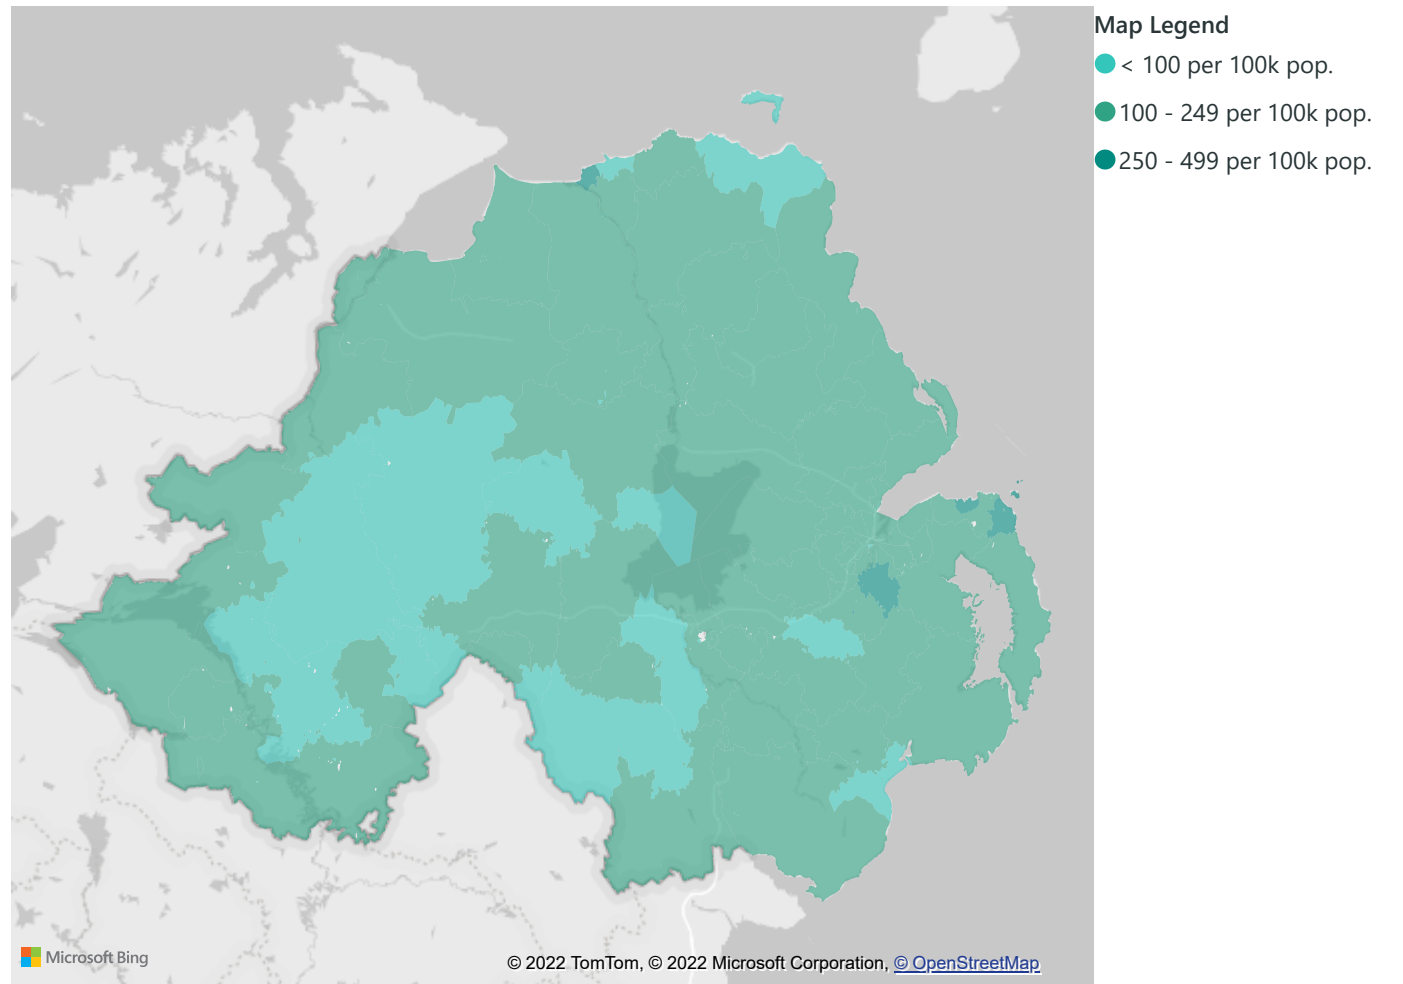 Map Legend
< 100 per 100k pop.
100 - 249 per 100k pop.
250 - 499 per 100k pop.
Microsoft Bing
© 2022 TomTom, © 2022 Microsoft Corporation, © OpenStreetMap